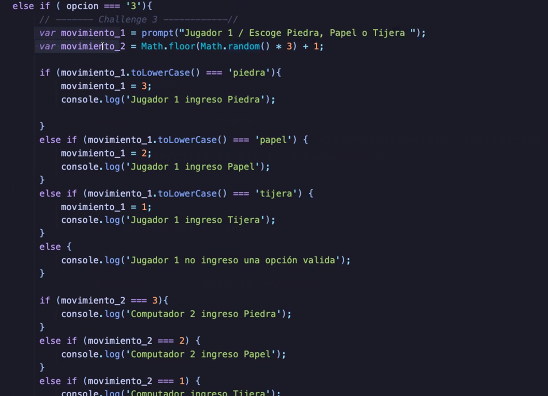 else if ( opcion === '3'){
// ------- Challenge 3 ------------//
var movimiento_1 = prompt("Jugador 1 / Escoge Piedra, Papel o Tijera ");
var movimiento_2 = Math.floor(Math.random() * 3) + 1;
if (movimiento_1.toLowerCase() === 'piedra'){
movimiento_1 = 3;
console.log('Jugador 1 ingreso Piedra');
}
else if (movimiento_1.toLowerCase() === 'papel') {
movimiento_1 = 2;
console.log('Jugador 1 ingreso Papel');
}
else if (movimiento_1.toLowerCase() === 'tijera') {
movimiento_1 = 1;
console.log('Jugador 1 ingreso Tijera');
}
else {
console.log('Jugador 1 no ingreso una opción valida');
}
if (movimiento_2 === 3){
console.log('Computador 2 ingreso Piedra');
}
else if (movimiento_2 === 2) {
console.log('Computador 2 ingreso Papel');
}
else if (movimiento_2 === 1) {
console.log('Computador ingreso Tijera');